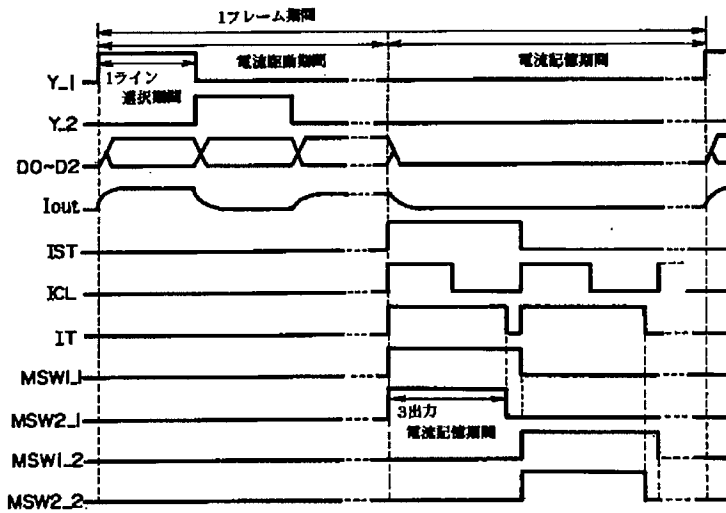 1フレーム期間
電流駆動期間
電流記憶期間
Y_1
1ライン
選択期間
Y_2
D0~D2
Iout
IST
ICL
IT
MSW1_1
MSW2_1
3出力
電流記憶期間
MSW1_2
MSW2_2